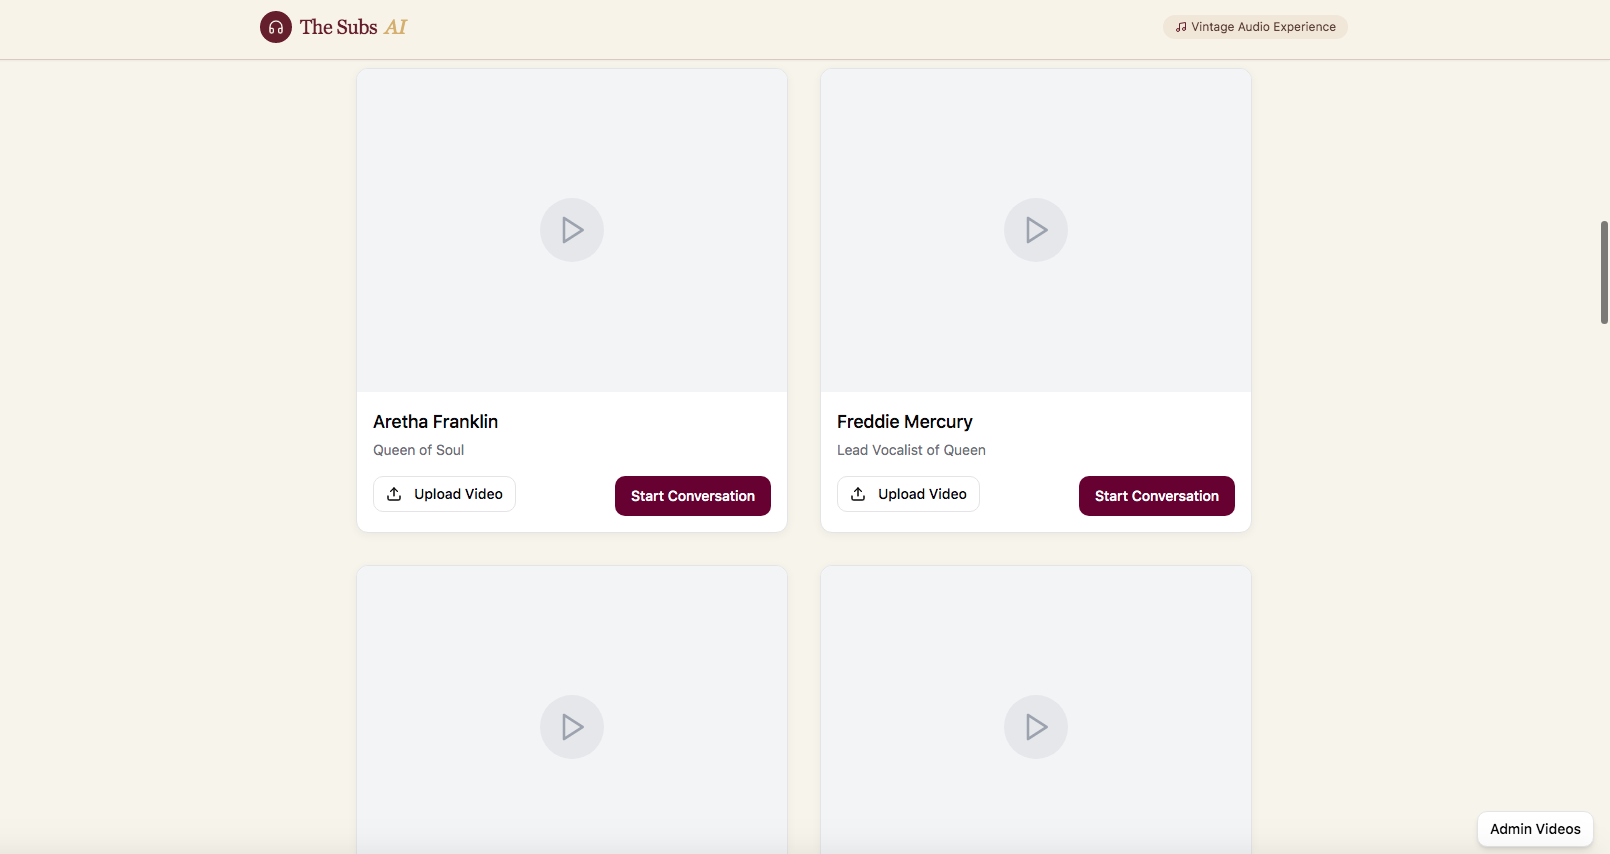 The Subs AI
Vintage Audio Experience
Aretha Franklin
Queen of Soul
Upload Video
Start Conversation
Freddie Mercury
Lead Vocalist of Queen
Upload Video
Start Conversation
Admin Videos